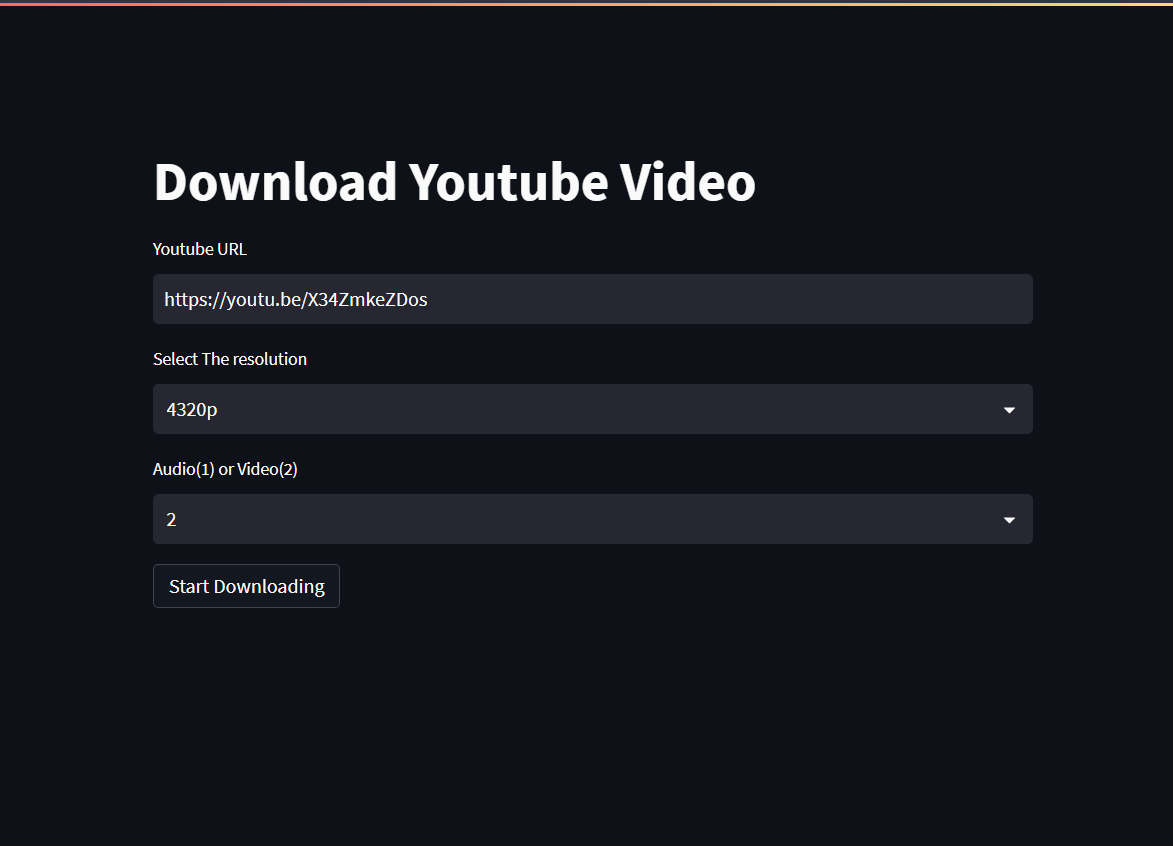 Download Youtube Video
Youtube URL
https://youtu.be/X34ZmkeZDos
Select The resolution
4320p
Audio(1) or Video(2)
2
Start Downloading